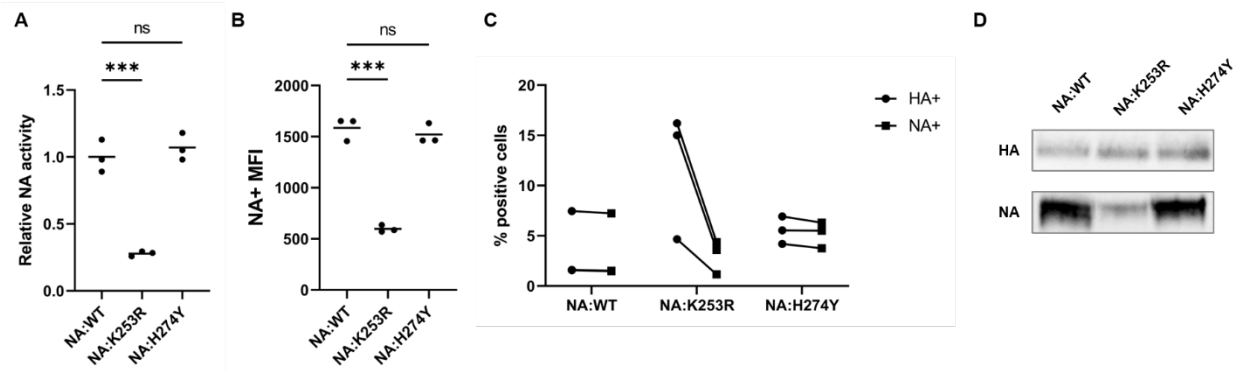 A
ns
***
Relative NA activity
1.5
1.0
0.5
0.0
NA:WT
NA:K253R
NA:H274Y
B
ns
***
NA+ MFI
2000
1500
1000
500
0
NA:WT
NA:K253R
NA:H274Y
C
% positive cells
20
15
10
5
0
NA:WT
NA:K253R
NA:H274Y
HA+
NA+
D
NA:WT
NA:K253R
NA:H274Y
HA
NA